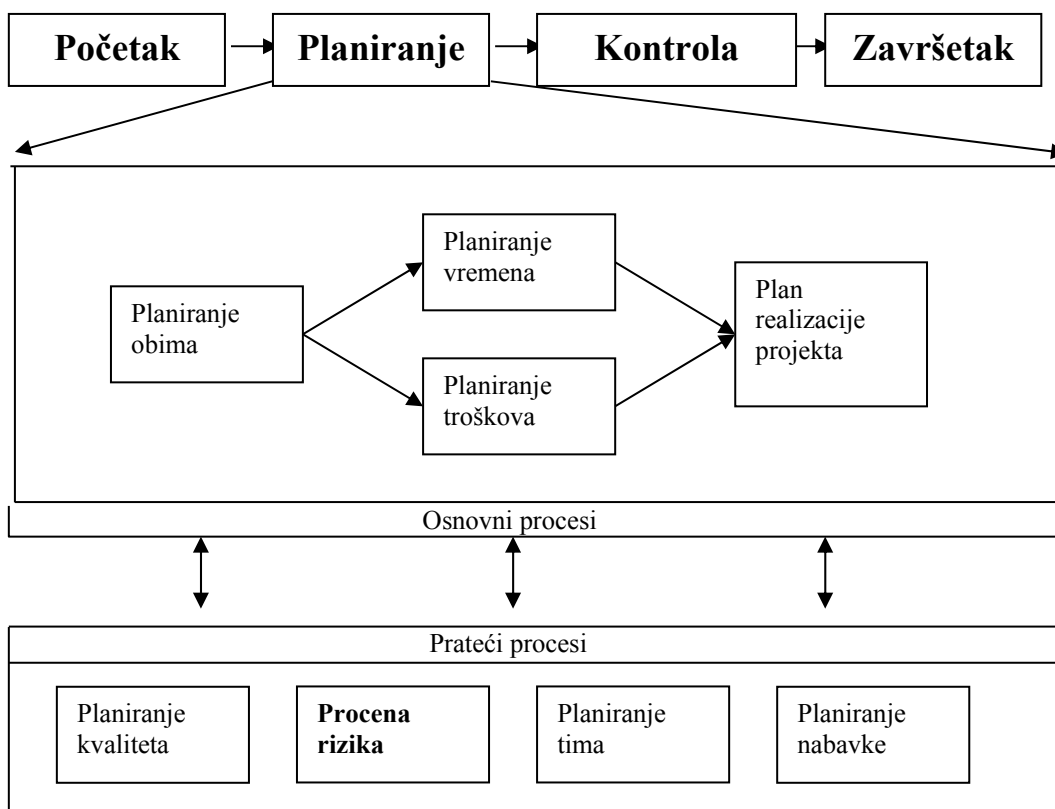 Početak
Planiranje
Kontrola
Završetak
Planiranje
vremena
Planiranje
obima
Plan
realizacije
projekta
Planiranje
troškova
Osnovni procesi
Prateći procesi
Planiranje
kvaliteta
Procena
rizika
Planiranje
tima
Planiranje
nabavke